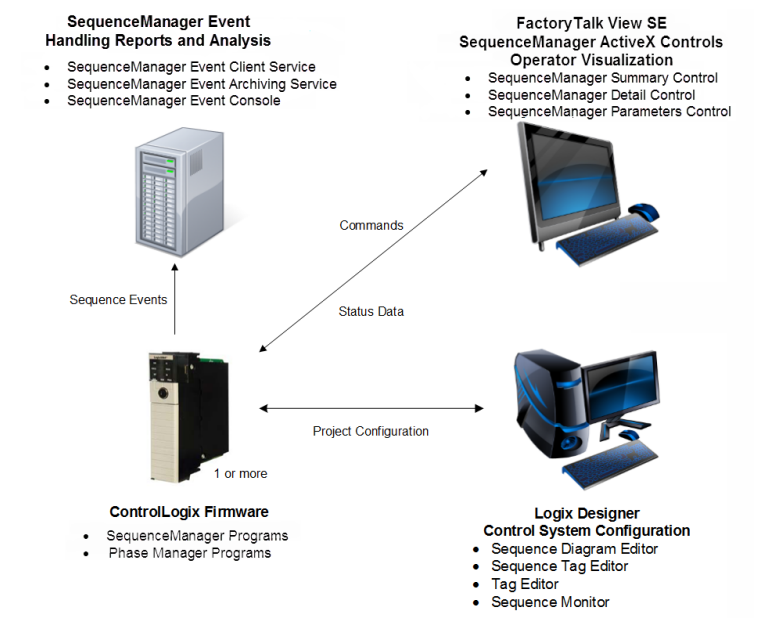 SequenceManager Event
Handling Reports and Analysis
• SequenceManager Event Client Service
• SequenceManager Event Archiving Service
• SequenceManager Event Console
FactoryTalk View SE
SequenceManager ActiveX Controls
Operator Visualization
• SequenceManager Summary Control
• SequenceManager Detail Control
• SequenceManager Parameters Control
Commands
Sequence Events
Status Data
Project Configuration
1 or more
ControlLogix Firmware
• SequenceManager Programs
• Phase Manager Programs
Logix Designer
Control System Configuration
• Sequence Diagram Editor
• Sequence Tag Editor
• Tag Editor
• Sequence Monitor